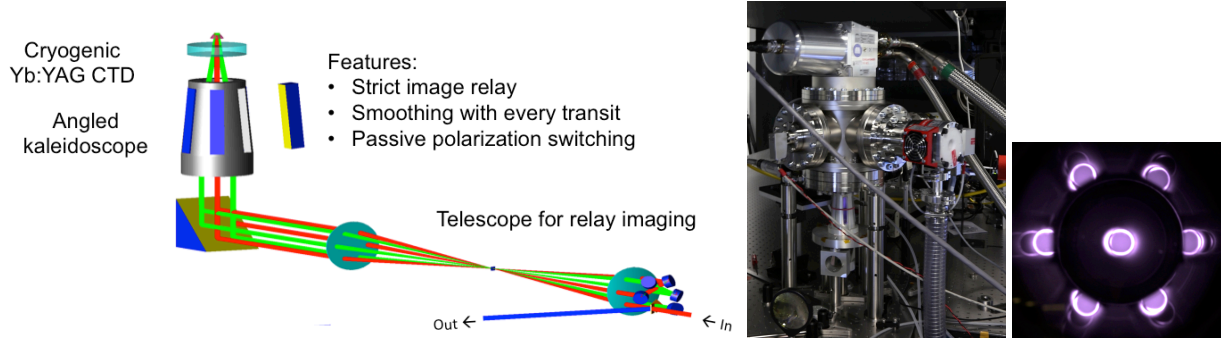 Cryogenic
Yb:YAG CTD
Angled
kaleidoscope
Features:
• Strict image relay
• Smoothing with every transit
• Passive polarization switching
Telescope for relay imaging
Out ←
← In